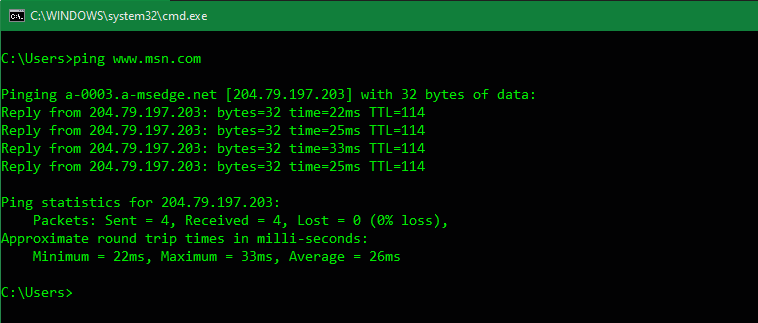 C:\WINDOWS\system32\cmd.exe
C:\Users>ping www.msn.com
Pinging a-0003.a-msedge.net [204.79.197.203] with 32 bytes of data:
Reply from 204.79.197.203: bytes=32 time=22ms TTL=114
Reply from 204.79.197.203: bytes=32 time=25ms TTL=114
Reply from 204.79.197.203: bytes=32 time=33ms TTL=114
Reply from 204.79.197.203: bytes=32 time=25ms TTL=114
Ping statistics for 204.79.197.203:
    Packets: Sent = 4, Received = 4, Lost = 0 (0% loss),
Approximate round trip times in milli-seconds:
    Minimum = 22ms, Maximum = 33ms, Average = 26ms
C:\Users>